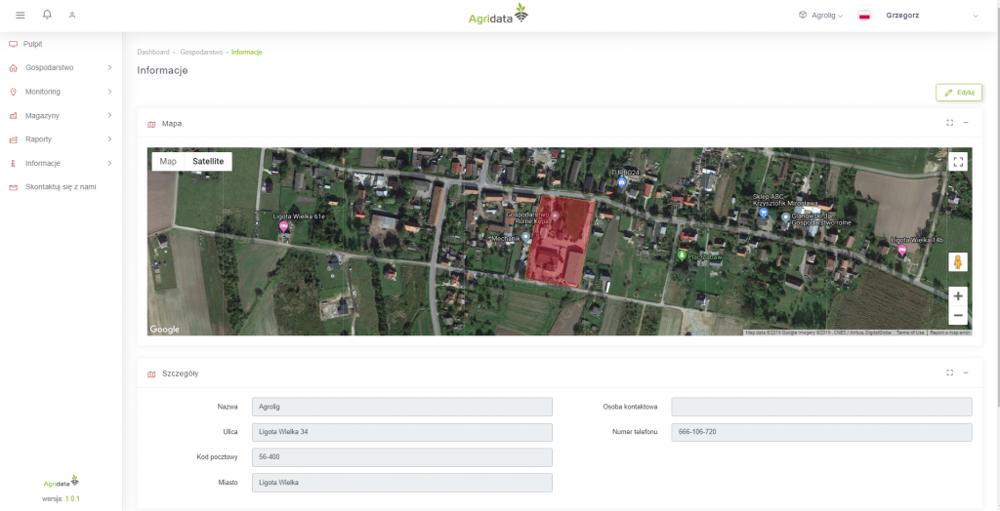 Agridata
Agrolig
Grzegorz
Pulpit
Gospodarstwo
Monitoring
Magazyny
Raporty
Informacje
Skontaktuj się z nami
Agridata
wersja: 1.0.1
Dashboard - Gospodarstwo - Informacje
Informacje
Edytuj
Mapa
Map Satellite
TURBO24
Ligota Wielka 61e
Gospodarstwo
Rolne Kępa
Mechanik
Sklep ABC
Krzysztofik Mirosława
Glanowski Jan.
Gospodarstwo rolne
Ligota Wielka 14b
Plac zabaw
Google
Map data ©2019 Google Imagery ©2019 , CNES / Airbus, DigitalGlobe Terms of Use Report a map error
Szczegóły
Nazwa Agrolig
Ulica Ligota Wielka 34
Kod pocztowy 56-400
Miasto Ligota Wielka
Osoba kontaktowa
Numer telefonu 666-106-720